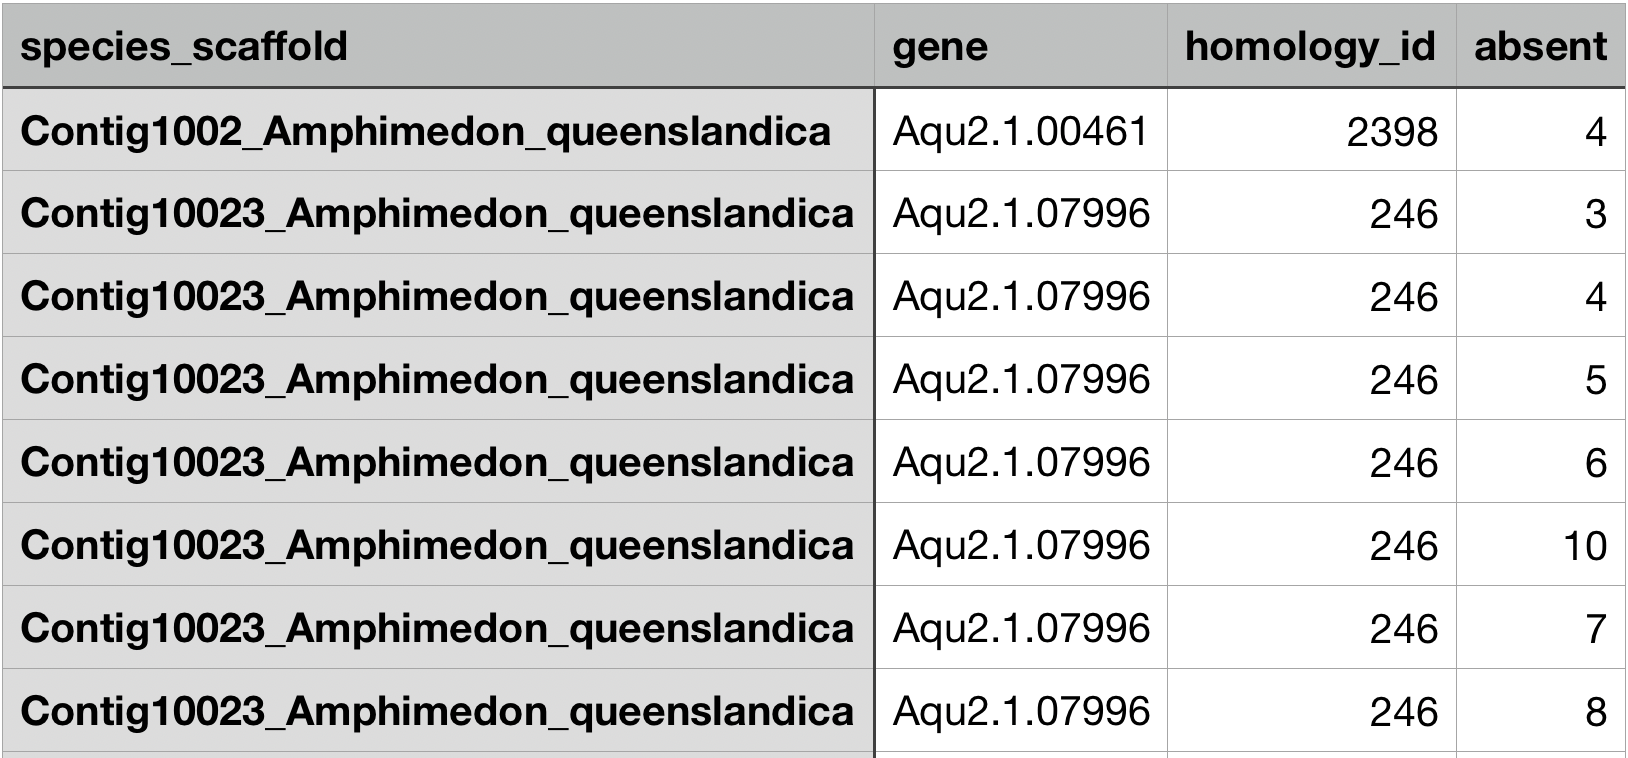 species_scaffold gene homology_id absent
Contig1002_Amphimedon_queenslandica Aqu2.1.00461 2398 4
Contig10023_Amphimedon_queenslandica Aqu2.1.07996 246 3
Contig10023_Amphimedon_queenslandica Aqu2.1.07996 246 4
Contig10023_Amphimedon_queenslandica Aqu2.1.07996 246 5
Contig10023_Amphimedon_queenslandica Aqu2.1.07996 246 6
Contig10023_Amphimedon_queenslandica Aqu2.1.07996 246 10
Contig10023_Amphimedon_queenslandica Aqu2.1.07996 246 7
Contig10023_Amphimedon_queenslandica Aqu2.1.07996 246 8